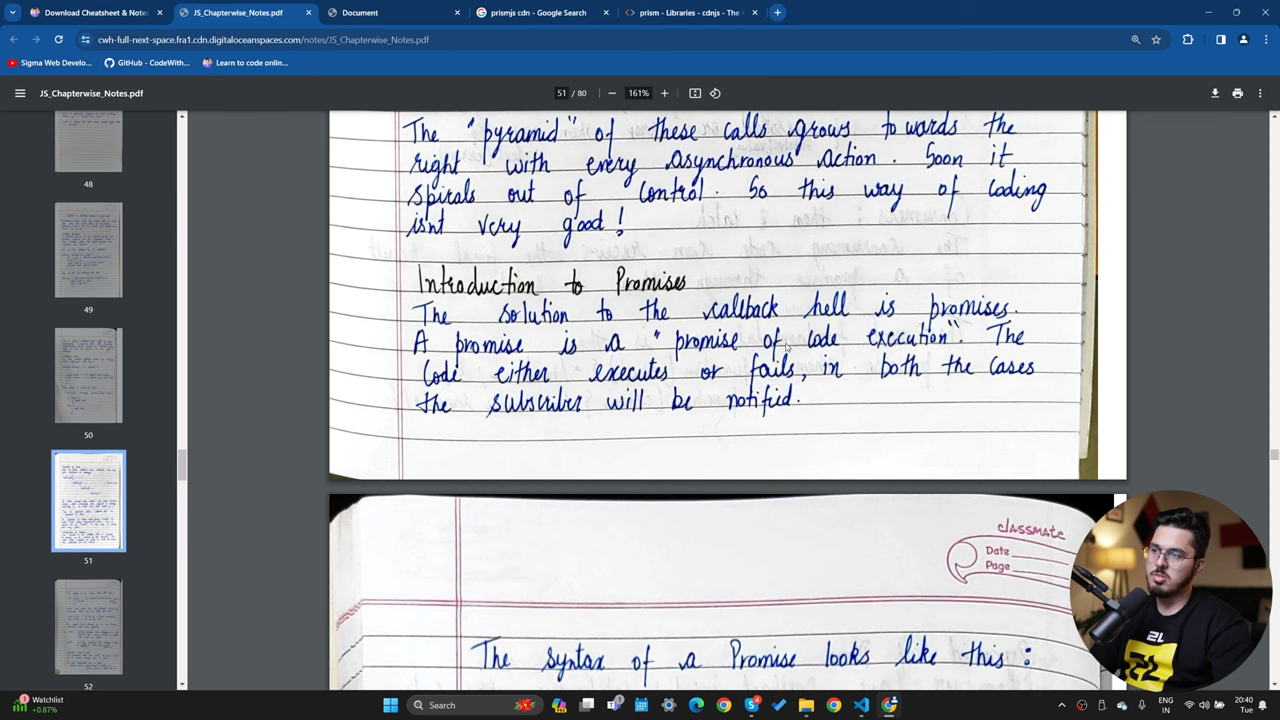 Download Cheatsheet & Notes
JS_Chapterwise_Notes.pdf
Document
prismjs cdn - Google Search
prism - Libraries - cdnjs - The
cwh-full-next-space.fra1.cdn.digitaloceanspaces.com/notes/JS_Chapterwise_Notes.pdf
Sigma Web Develo...
GitHub - CodeWith...
Learn to code onlin...
JS_Chapterwise_Notes.pdf
51 / 80
161%
48
49
50
51
52
The "pyramid" of these calls grows towards the
right with every asynchronous action. Soon it
spirals out of control. So this way of coding
isnt very good!
Introduction to Promises
The solution to the callback hell is promises.
A promise is a "promise of code execution". The
code either executes or fails, in both the cases
the subscriber will be notified.
classmate
Date
Page
The syntax of a Promise looks like this:
Watchlist
+0.87%
Search
ENG
IN
20:40
Tue